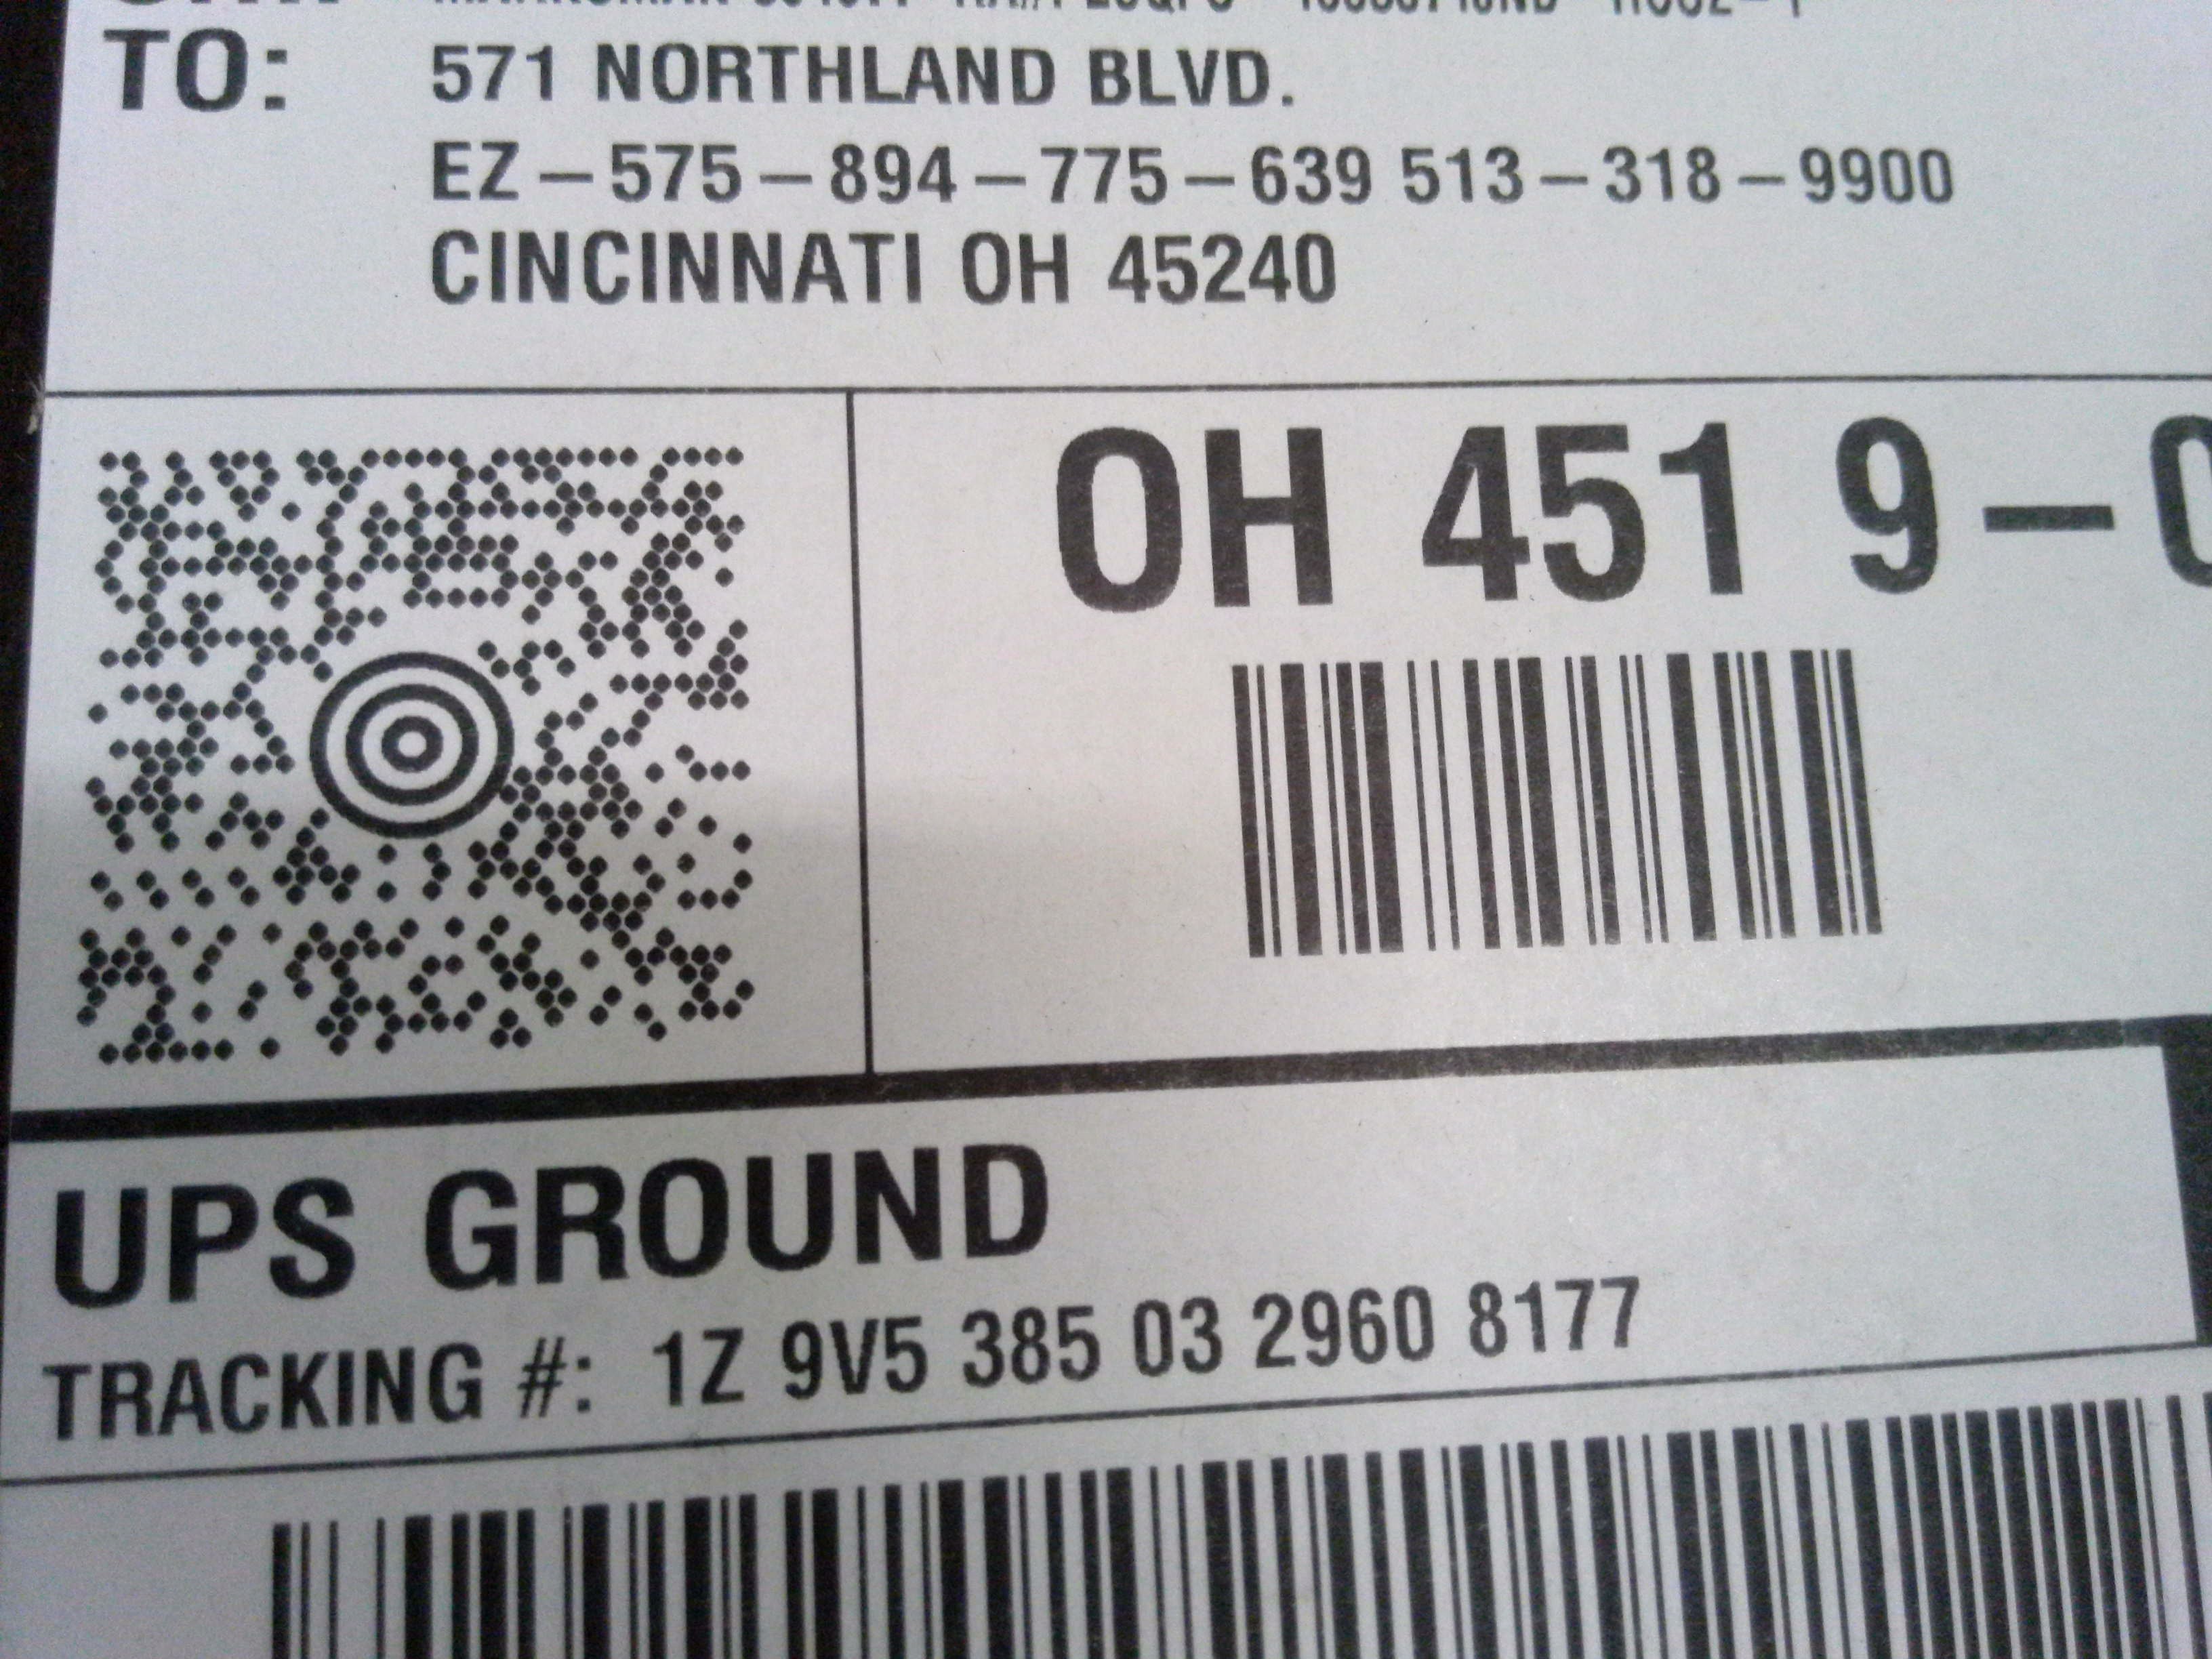 TO:
571 NORTHLAND BLVD.
EZ-575-894-775-639 513-318-9900
CINCINNATI OH 45240
OH 451 9-0
UPS GROUND
TRACKING #: 1Z 9V5 385 03 2960 8177